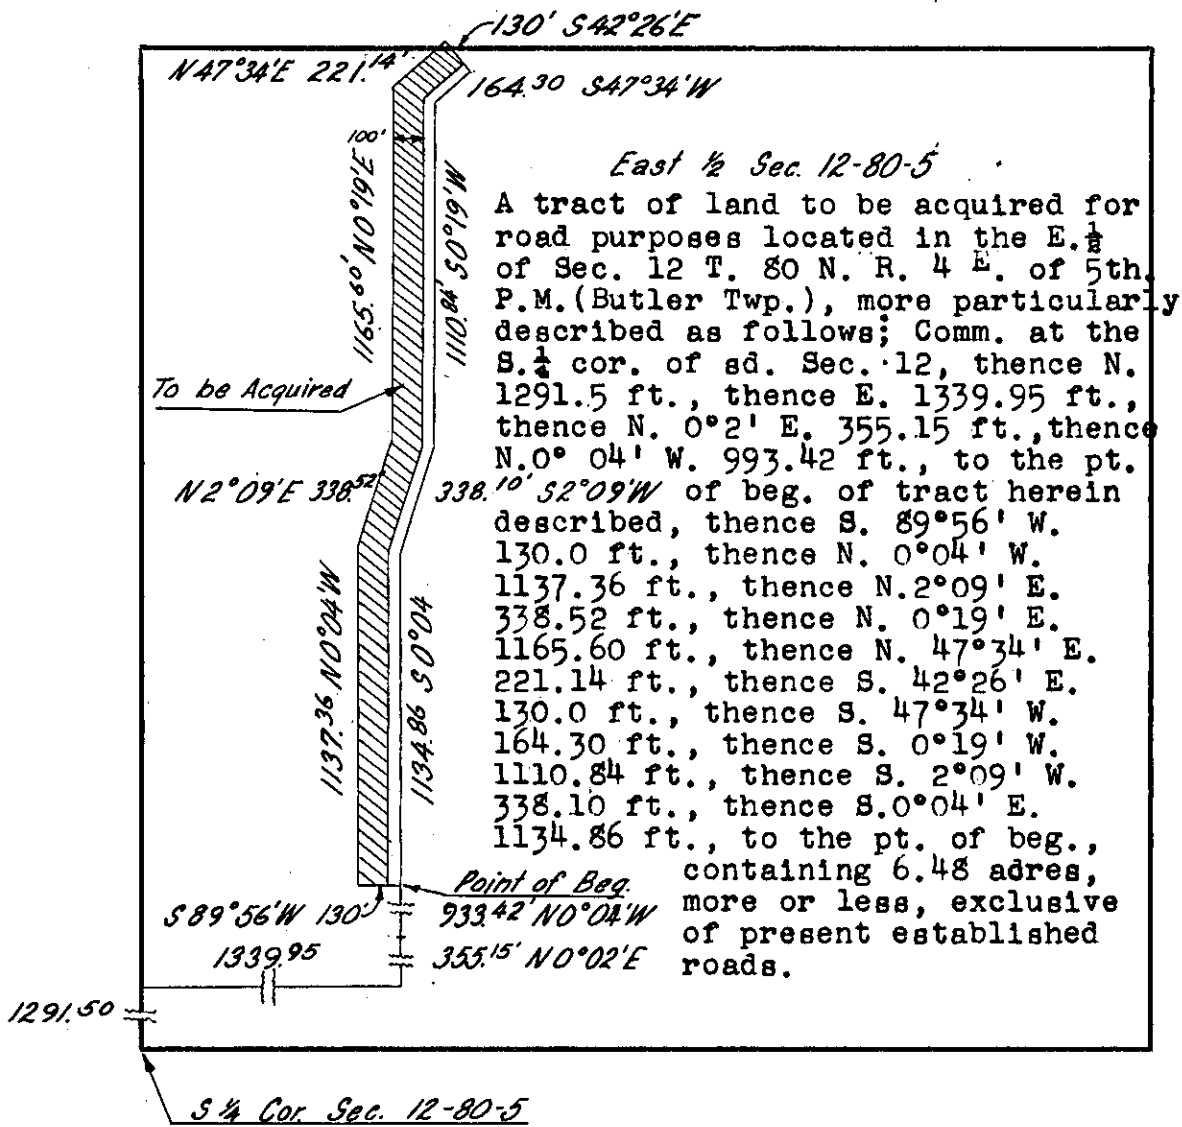 130' S42°26'E
N47°34'E 221.14'
164.30 S47°34'W
100'
1165.60' N0°19'E
1110.84' S0°19'W
East ½ Sec. 12-80-5
A tract of land to be acquired for
road purposes located in the E.½
of Sec. 12 T. 80 N. R. 4 E. of 5th.
P.M.(Butler Twp.), more particularly
described as follows; Comm. at the
S.¼ cor. of sd. Sec. 12, thence N.
1291.5 ft., thence E. 1339.95 ft.,
thence N. 0°2' E. 355.15 ft.,thence
N.0° 04' W. 993.42 ft., to the pt.
of beg. of tract herein
described, thence S. 89°56' W.
130.0 ft., thence N. 0°04' W.
1137.36 ft., thence N.2°09' E.
338.52 ft., thence N. 0°19' E.
1165.60 ft., thence N. 47°34' E.
221.14 ft., thence S. 42°26' E.
130.0 ft., thence S. 47°34' W.
164.30 ft., thence S. 0°19' W.
1110.84 ft., thence S. 2°09' W.
338.10 ft., thence S.0°04' E.
1134.86 ft., to the pt. of beg.,
containing 6.48 adres,
more or less, exclusive
of present established
roads.
To be Acquired
N2°09'E 338.52'
338.10' S2°09'W
1137.36 N0°04'W
1134.86 S0°04
Point of Beg.
S89°56'W 130'
933.42' N0°04'W
1339.95
355.15' N0°02'E
1291.50
S ¼ Cor. Sec. 12-80-5